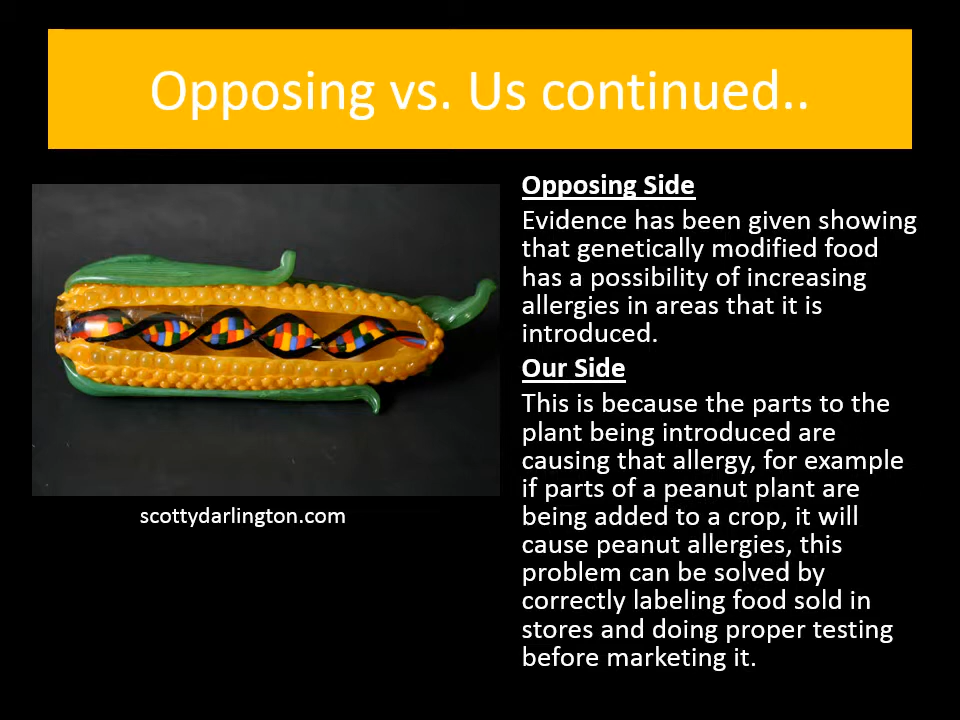 Opposing vs. Us continued..
Opposing Side
Evidence has been given showing
that genetically modified food
has a possibility of increasing
allergies in areas that it is
introduced.
Our Side
This is because the parts to the
plant being introduced are
causing that allergy, for example
if parts of a peanut plant are
being added to a crop, it will
cause peanut allergies, this
problem can be solved by
correctly labeling food sold in
stores and doing proper testing
before marketing it.
scottydarlington.com